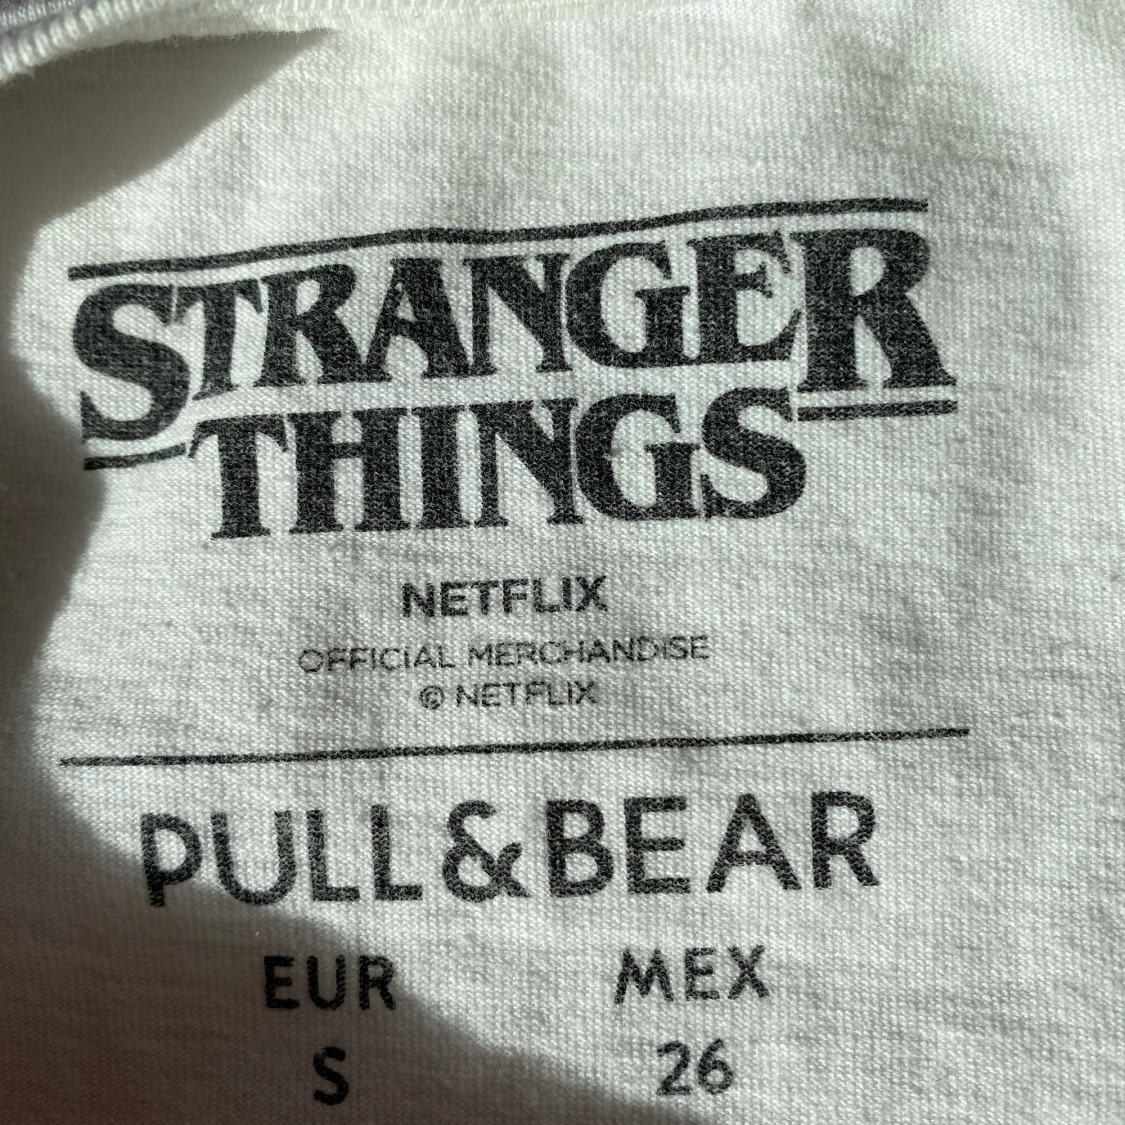 STRANGER
THINGS
NETFLIX
OFFICIAL MERCHANDISE
© NETFLIX
PULL&BEAR
EUR MEX
S 26